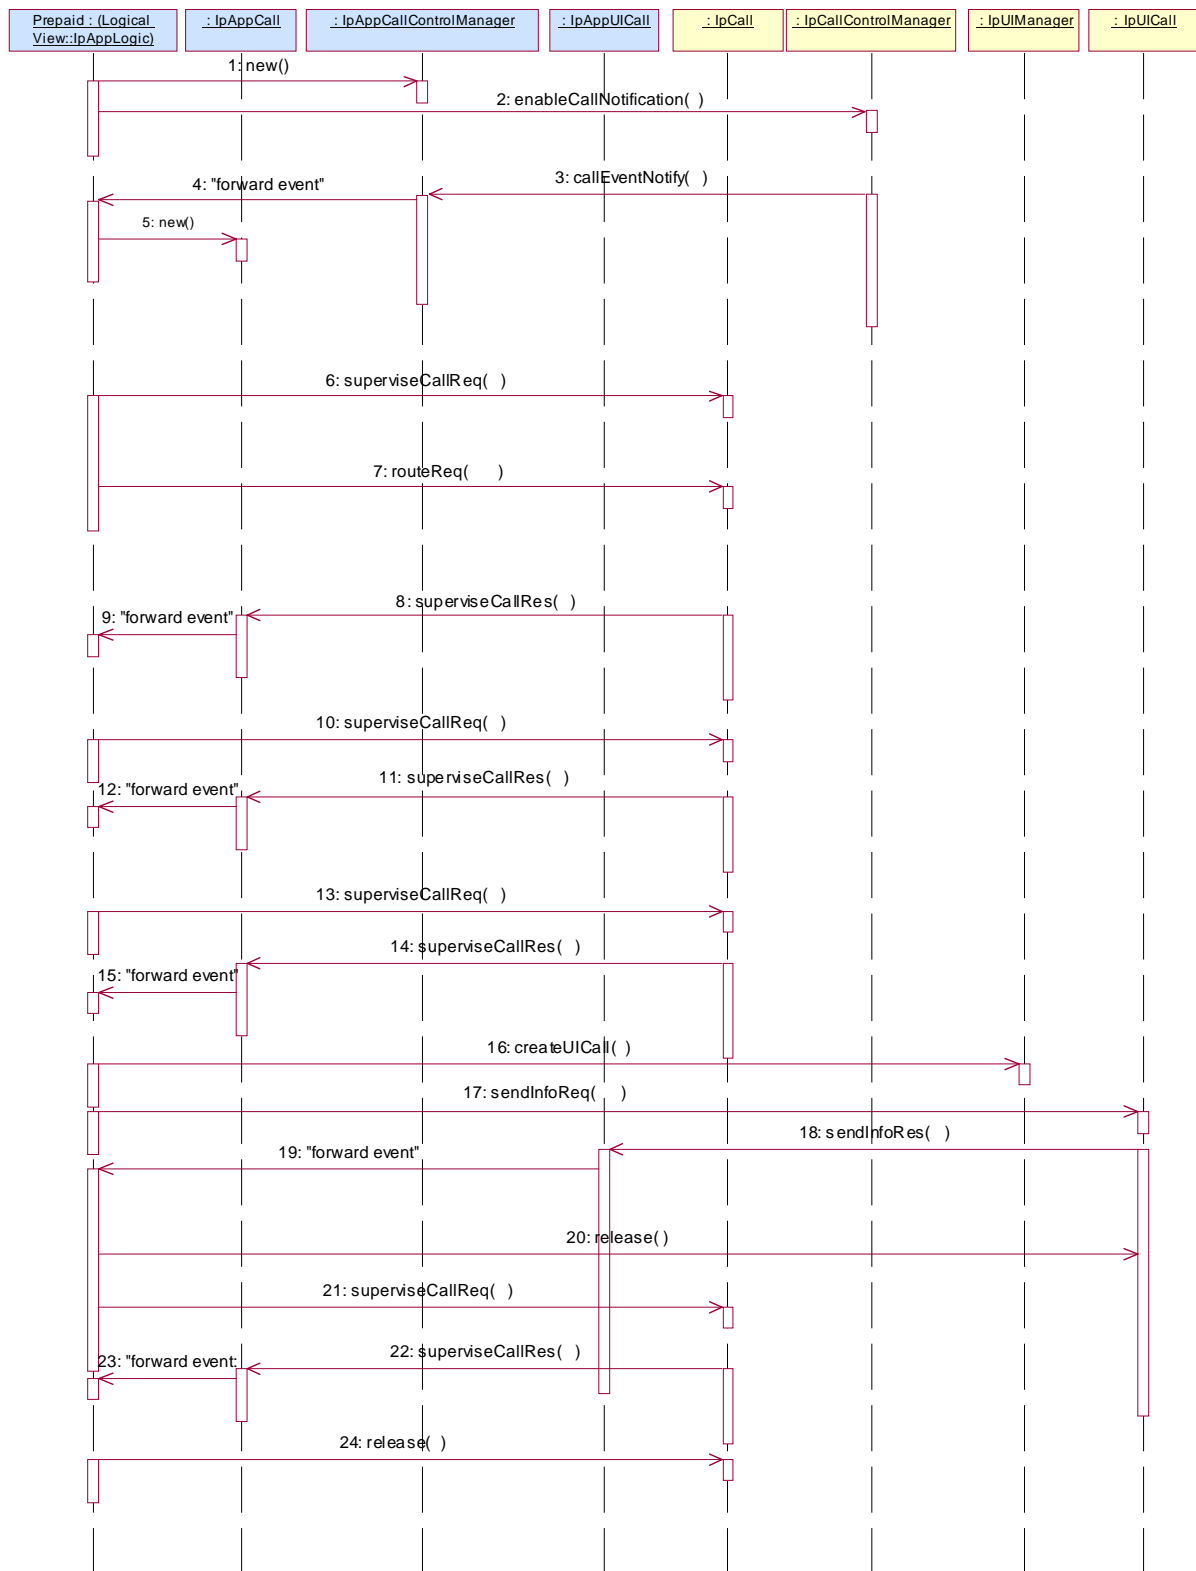 Prepaid : (Logical
View::IpAppLogic)
: IpAppCall
: IpAppCallControlManager
: IpAppUICall
: IpCall
: IpCallControlManager
: IpUIManager
: IpUICall
1: new()
2: enableCallNotification( )
3: callEventNotify( )
4: "forward event"
5: new()
6: superviseCallReq( )
7: routeReq( )
8: superviseCallRes( )
9: "forward event"
10: superviseCallReq( )
11: superviseCallRes( )
12: "forward event"
13: superviseCallReq( )
14: superviseCallRes( )
15: "forward event"
16: createUICall( )
17: sendInfoReq( )
18: sendInfoRes( )
19: "forward event"
20: release( )
21: superviseCallReq( )
22: superviseCallRes( )
23: "forward event:
24: release( )